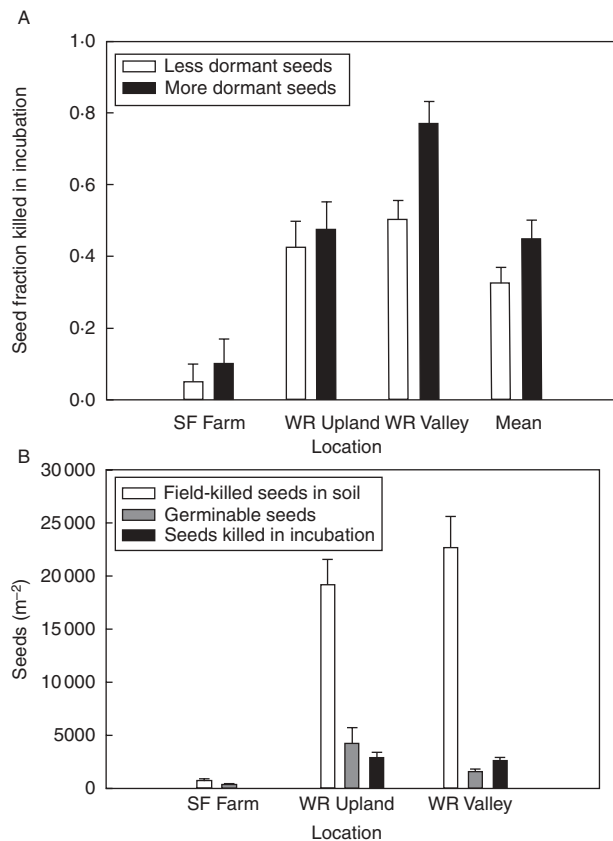 A
1·0
0·8
0·6
0·4
0·2
0·0
Seed fraction killed in incubation
Less dormant seeds
More dormant seeds
SF Farm WR Upland WR Valley Mean
Location
B
30 000
25 000
20 000
15 000
10 000
5000
0
Seeds (m⁻²)
Field-killed seeds in soil
Germinable seeds
Seeds killed in incubation
SF Farm WR Upland WR Valley
Location